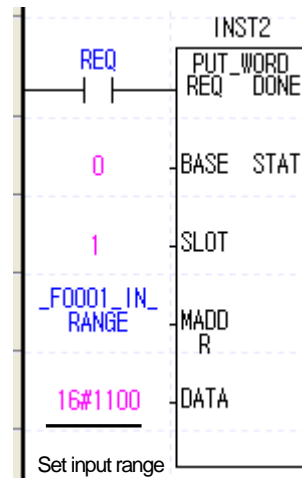 INST2
REQ
PUT_WORD
REQ DONE
0
BASE STAT
1
SLOT
_F0001_IN_
RANGE
MADD
R
16#1100
DATA
Set input range